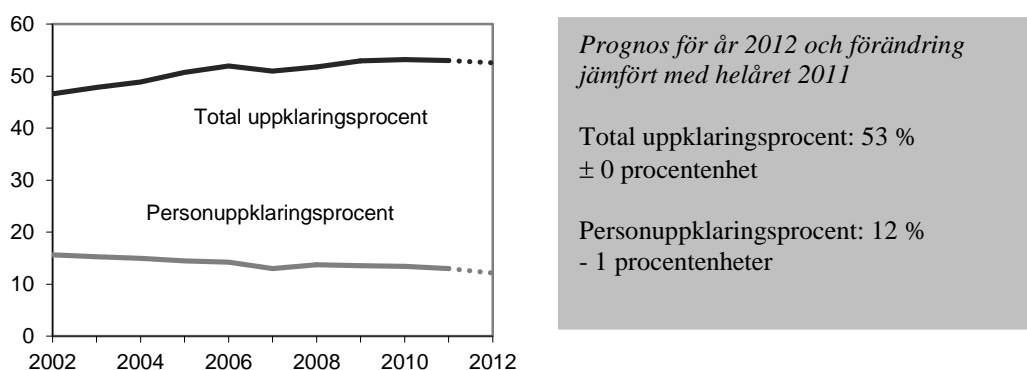 60
50
40
30
20
10
0
Total uppklaringsprocent
Personuppklaringsprocent
2002 2004 2006 2008 2010 2012
Prognos för år 2012 och förändring
jämfört med helåret 2011
Total uppklaringsprocent: 53 %
± 0 procentenhet
Personuppklaringsprocent: 12 %
- 1 procentenheter